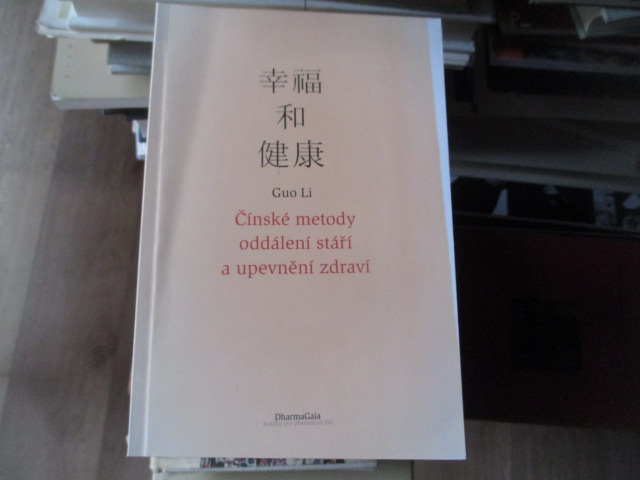 幸福
和
健康
Guo Li
Čínské metody
oddálení stáří
a upevnění zdraví
DharmaGaia